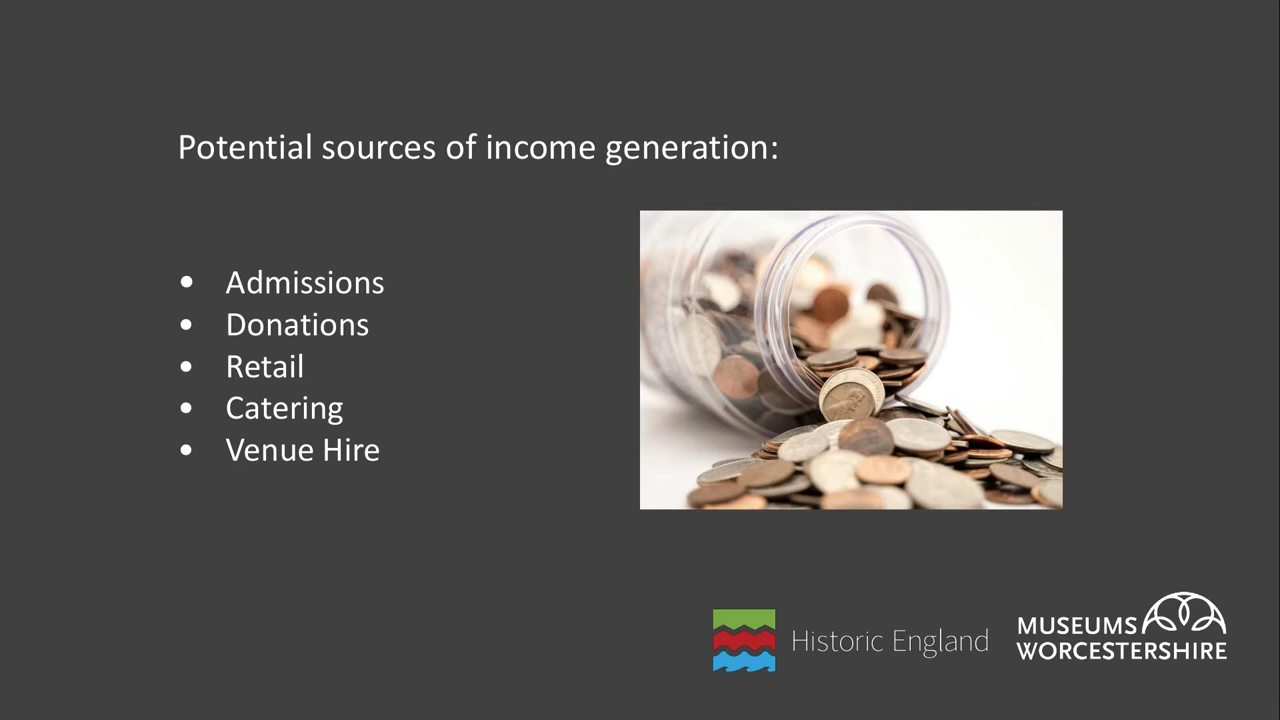 Potential sources of income generation:
• Admissions
• Donations
• Retail
• Catering
• Venue Hire
Historic England
MUSEUMS
WORCESTERSHIRE